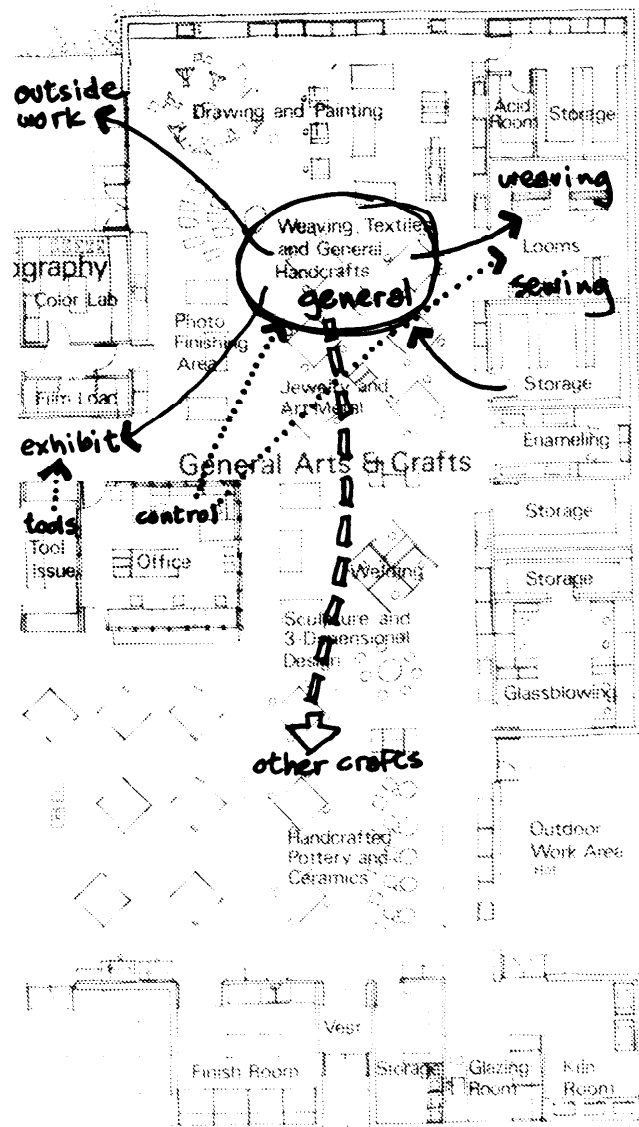 outside
work
Drawing and Painting
Acid
Room
Storage
weaving
Weaving, Textiles
and General
Handcrafts
general
Looms
sewing
ography
Color Lab
Photo
Finishing
Area
Film Load
Jewelry and
Art Metal
Storage
exhibit
Enameling
General Arts & Crafts
tools
control
Storage
Tool
issue
Office
Welding
Storage
Sculpture and
3-Dimensional
Design
Glassblowing
other crafts
Handcrafted
Pottery and
Ceramics
Outdoor
Work Area
Vest
Finish Room
Storage
Glazing
Room
Kiln
Room